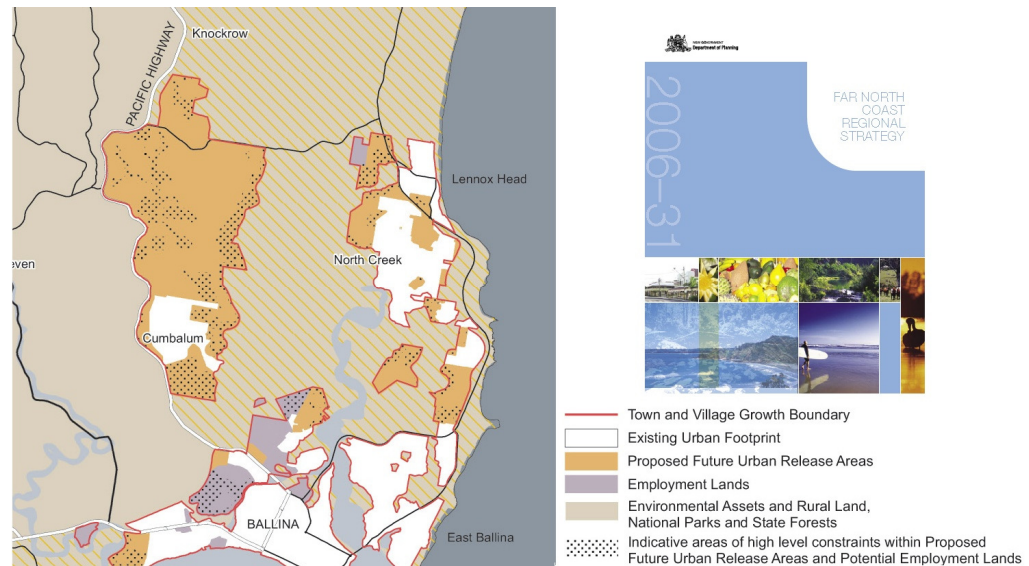 Knockrow
PACIFIC HIGHWAY
Lennox Head
North Creek
even
Cumbalum
BALLINA
East Ballina
NSW GOVERNMENT
Department of Planning
2006–31
FAR NORTH
COAST
REGIONAL
STRATEGY
Town and Village Growth Boundary
Existing Urban Footprint
Proposed Future Urban Release Areas
Employment Lands
Environmental Assets and Rural Land,
National Parks and State Forests
Indicative areas of high level constraints within Proposed
Future Urban Release Areas and Potential Employment Lands